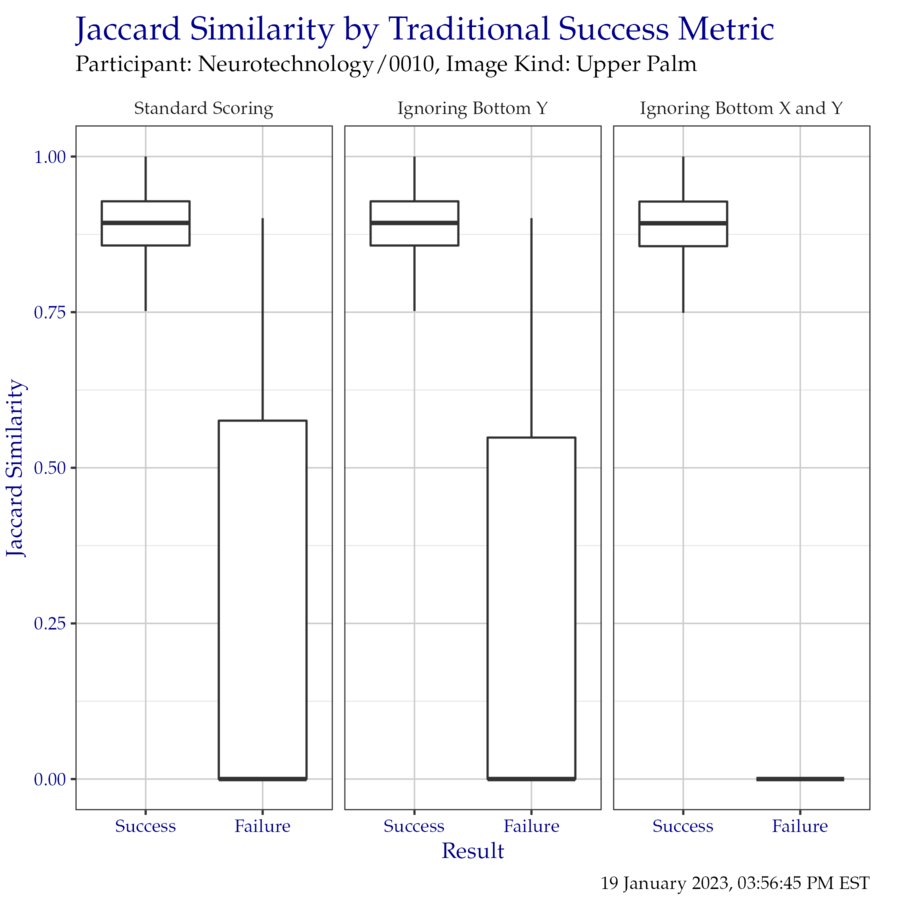 Jaccard Similarity by Traditional Success Metric
Participant: Neurotechnology/0010, Image Kind: Upper Palm
Standard Scoring
Ignoring Bottom Y
Ignoring Bottom X and Y
Jaccard Similarity
1.00
0.75
0.50
0.25
0.00
Success Failure
Success Failure
Success Failure
Result
19 January 2023, 03:56:45 PM EST